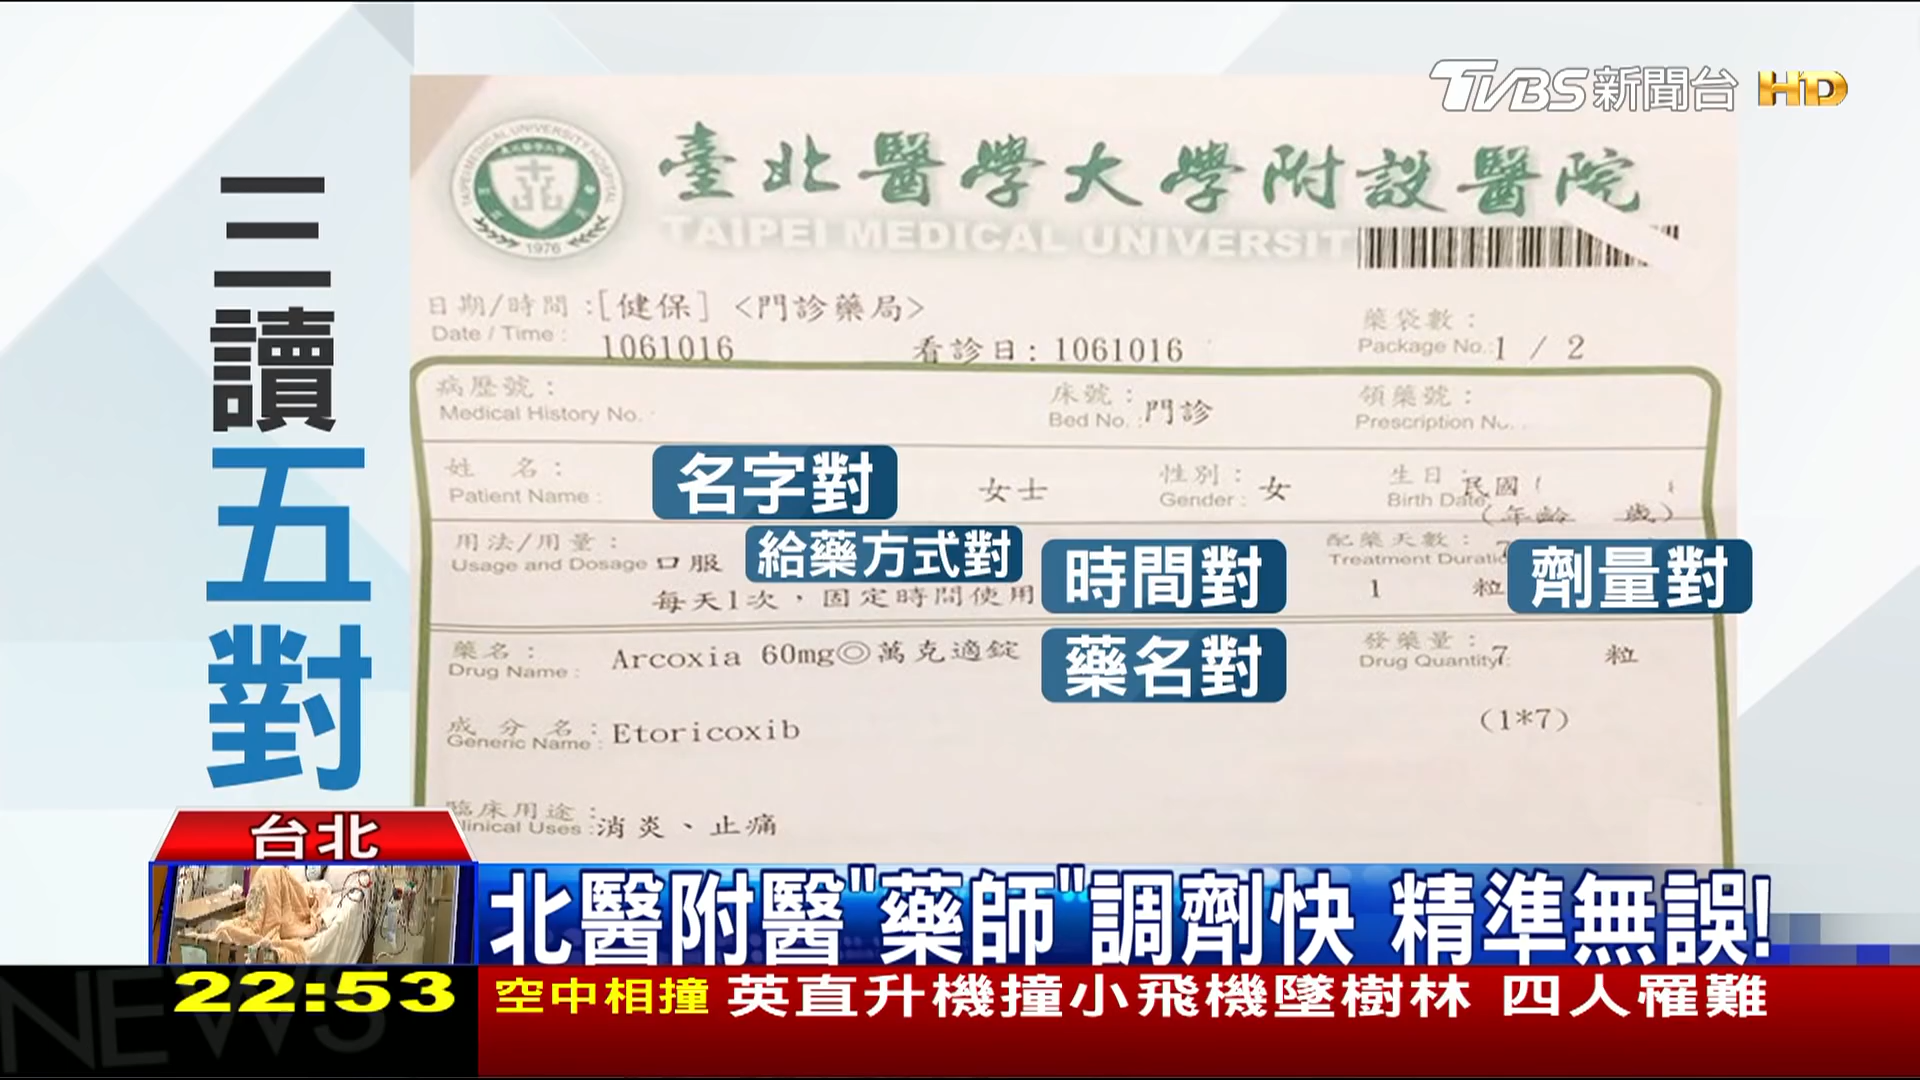 TVBS新聞台 HD
三讀五對
臺北醫學大學附設醫院
TAIPEI MEDICAL UNIVERSIT
TAIPEI MEDICAL UNIVERSITY HOSPITAL
1976
日期/時間:[健保] <門診藥局>
Date / Time :
1061016
看診日:1061016
藥袋數:
Package No.:1 / 2
病歷號:
Medical History No.
床號:
Bed No.:門診
領藥號:
Prescription
姓 名:
Patient Name :
名字對
女士
性別:
Gender : 女
生日:
Birth Date
民國
(年齡 歲)
用法/用量:
Usage and Dosage 口服
給藥方式對
每天1次,固定時間使用
時間對
配藥天數:
Treatment Durati
1 粒
劑量對
藥名:
Drug Name :
Arcoxia 60mg◎萬克適錠
藥名對
發藥量:
Drug Quantity: 7 粒
成分名:
Generic Name : Etoricoxib
(1*7)
臨床用途:
linical Uses :消炎、止痛
台北
北醫附醫"藥師"調劑快 精準無誤!
NEWS
22:53
空中相撞 英直升機撞小飛機墜樹林 四人罹難